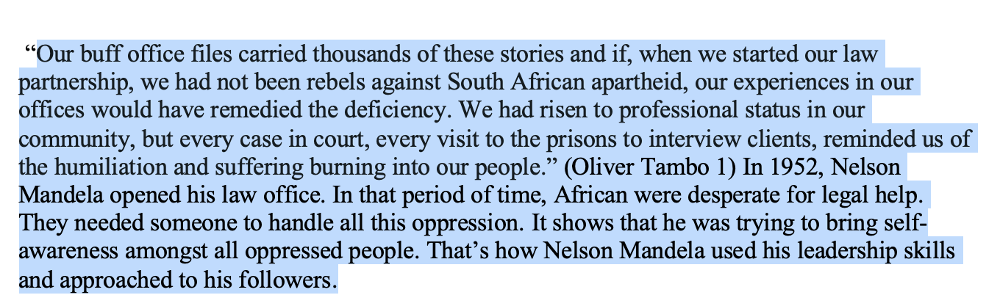 “Our buff office files carried thousands of these stories and if, when we started our law
partnership, we had not been rebels against South African apartheid, our experiences in our
offices would have remedied the deficiency. We had risen to professional status in our
community, but every case in court, every visit to the prisons to interview clients, reminded us of
the humiliation and suffering burning into our people.” (Oliver Tambo 1) In 1952, Nelson
Mandela opened his law office. In that period of time, African were desperate for legal help.
They needed someone to handle all this oppression. It shows that he was trying to bring self-
awareness amongst all oppressed people. That’s how Nelson Mandela used his leadership skills
and approached to his followers.